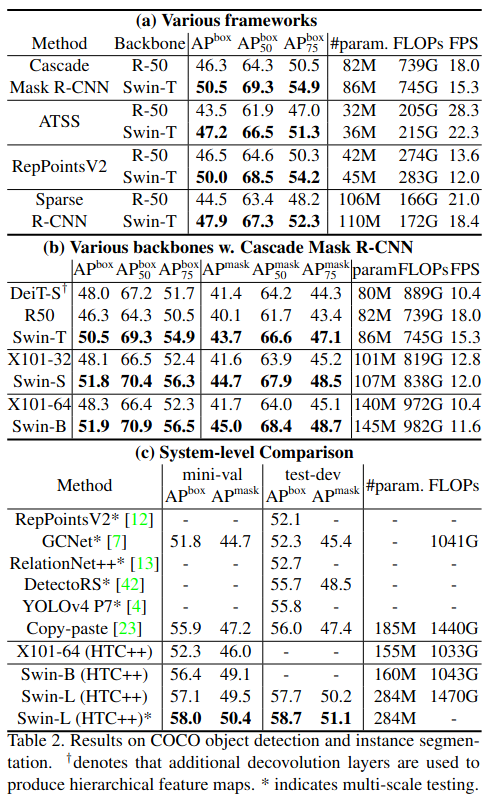 (a) Various frameworks
Method Backbone AP^box AP^box_50 AP^box_75 #param. FLOPs FPS
Cascade R-50 46.3 64.3 50.5 82M 739G 18.0
Mask R-CNN Swin-T 50.5 69.3 54.9 86M 745G 15.3
ATSS R-50 43.5 61.9 47.0 32M 205G 28.3
Swin-T 47.2 66.5 51.3 36M 215G 22.3
RepPointsV2 R-50 46.5 64.6 50.3 42M 274G 13.6
Swin-T 50.0 68.5 54.2 45M 283G 12.0
Sparse R-50 44.5 63.4 48.2 106M 166G 21.0
R-CNN Swin-T 47.9 67.3 52.3 110M 172G 18.4
(b) Various backbones w. Cascade Mask R-CNN
AP^box AP^box_50 AP^box_75 AP^mask AP^mask_50 AP^mask_75 param FLOPs FPS
DeiT-S† 48.0 67.2 51.7 41.4 64.2 44.3 80M 889G 10.4
R50 46.3 64.3 50.5 40.1 61.7 43.4 82M 739G 18.0
Swin-T 50.5 69.3 54.9 43.7 66.6 47.1 86M 745G 15.3
X101-32 48.1 66.5 52.4 41.6 63.9 45.2 101M 819G 12.8
Swin-S 51.8 70.4 56.3 44.7 67.9 48.5 107M 838G 12.0
X101-64 48.3 66.4 52.3 41.7 64.0 45.1 140M 972G 10.4
Swin-B 51.9 70.9 56.5 45.0 68.4 48.7 145M 982G 11.6
(c) System-level Comparison
Method mini-val test-dev #param. FLOPs
AP^box AP^mask AP^box AP^mask
RepPointsV2* [12] - - 52.1 - - -
GCNet* [7] 51.8 44.7 52.3 45.4 - 1041G
RelationNet++* [13] - - 52.7 - - -
DetectoRS* [42] - - 55.7 48.5 - -
YOLOv4 P7* [4] - - 55.8 - - -
Copy-paste [23] 55.9 47.2 56.0 47.4 185M 1440G
X101-64 (HTC++) 52.3 46.0 - - 155M 1033G
Swin-B (HTC++) 56.4 49.1 - - 160M 1043G
Swin-L (HTC++) 57.1 49.5 57.7 50.2 284M 1470G
Swin-L (HTC++)* 58.0 50.4 58.7 51.1 284M -
Table 2. Results on COCO object detection and instance segmen-
tation. †denotes that additional decovolution layers are used to
produce hierarchical feature maps. * indicates multi-scale testing.